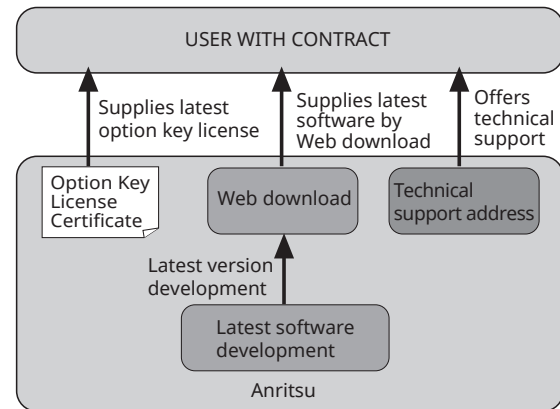 USER WITH CONTRACT
Supplies latest
option key license
Supplies latest
software by
Web download
Offers
technical
support
Option Key
License
Certificate
Web download
Technical
support address
Latest version
development
Latest software
development
Anritsu